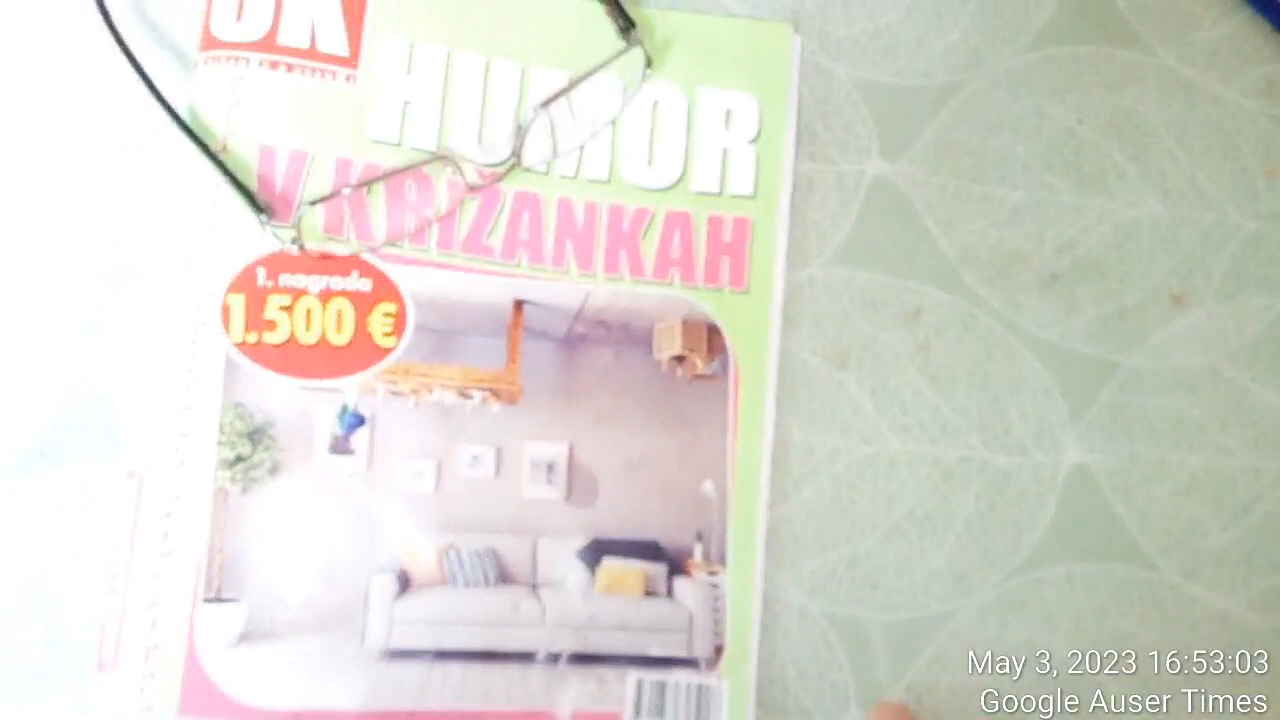 HUMOR
V KRIŽANKAH
1. nagrada
1.500 €
May 3, 2023 16:53:03
Google Auser Times